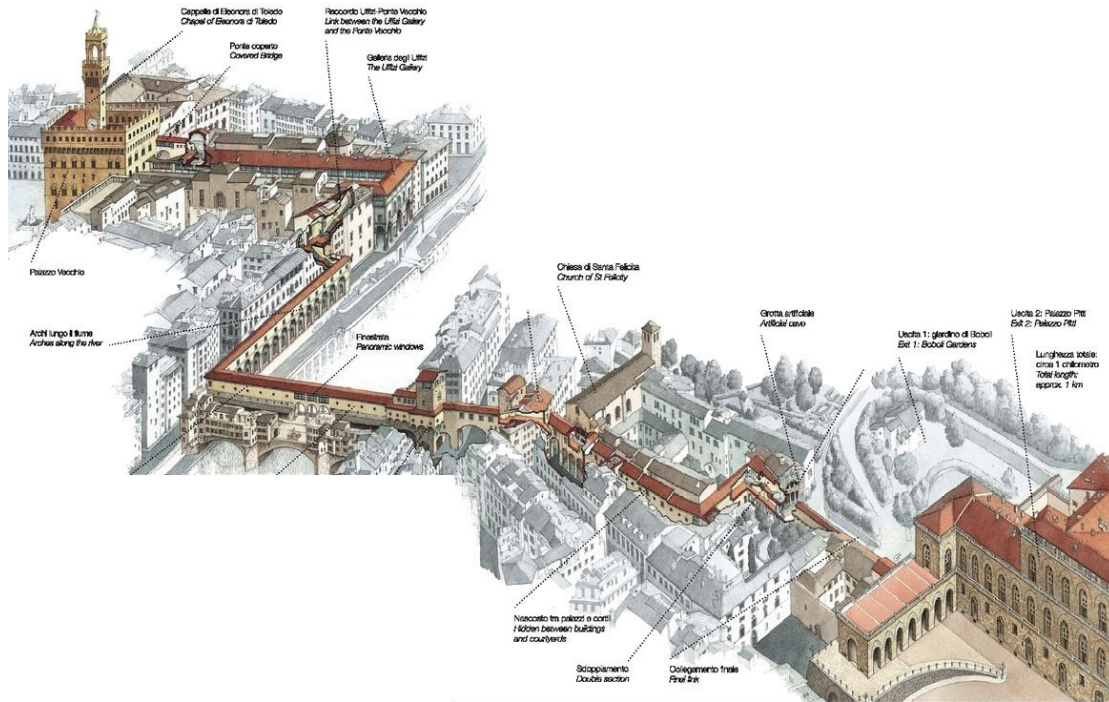 Cappella di Eleonora di Toledo
Chapel of Eleonora di Toledo
Ponte coperto
Covered Bridge
Raccordo Uffizi-Ponte Vecchio
Link between the Uffizi Gallery
and the Ponte Vecchio
Galleria degli Uffizi
The Uffizi Gallery
Palazzo Vecchio
Archi lungo il fiume
Arches along the river
Finestrata
Panoramic windows
Chiesa di Santa Felicita
Church of St Felicity
Grotta artificiale
Artificial cave
Uscita 1: giardino di Boboli
Exit 1: Boboli Gardens
Uscita 2: Palazzo Pitti
Exit 2: Palazzo Pitti
Lunghezza totale:
circa 1 chilometro
Total length:
approx. 1 km
Nascosto tra palazzi e cortili
Hidden between buildings
and courtyards
Sdoppiamento
Double section
Collegamento finale
Final link